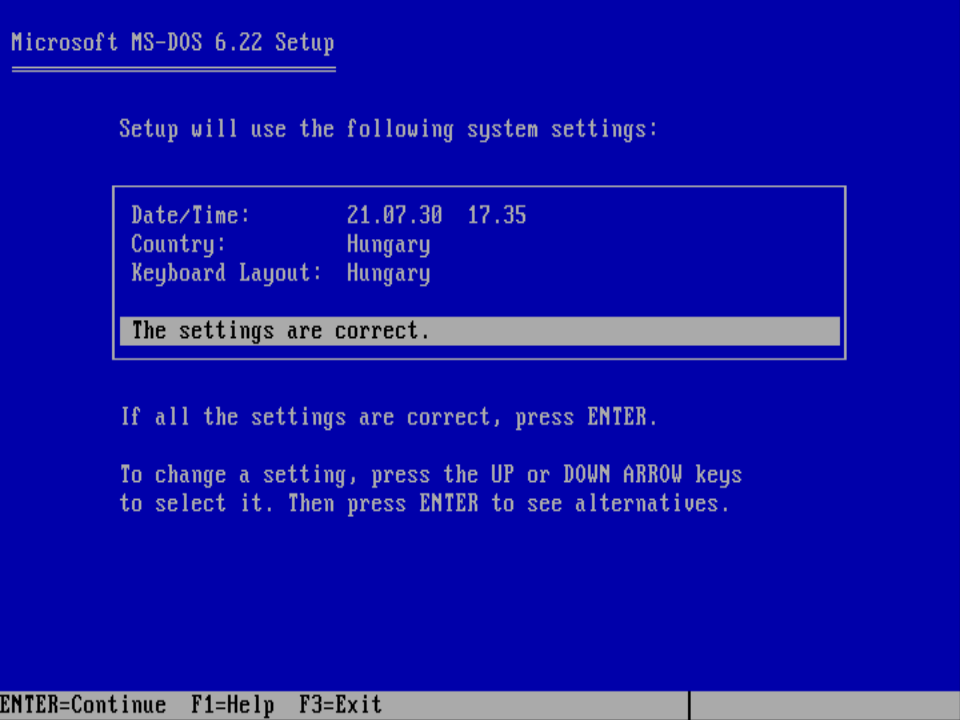 Microsoft MS-DOS 6.22 Setup
Setup will use the following system settings:
Date/Time: 21.07.30 17.35
Country: Hungary
Keyboard Layout: Hungary
The settings are correct.
If all the settings are correct, press ENTER.
To change a setting, press the UP or DOWN ARROW keys
to select it. Then press ENTER to see alternatives.
ENTER=Continue F1=Help F3=Exit